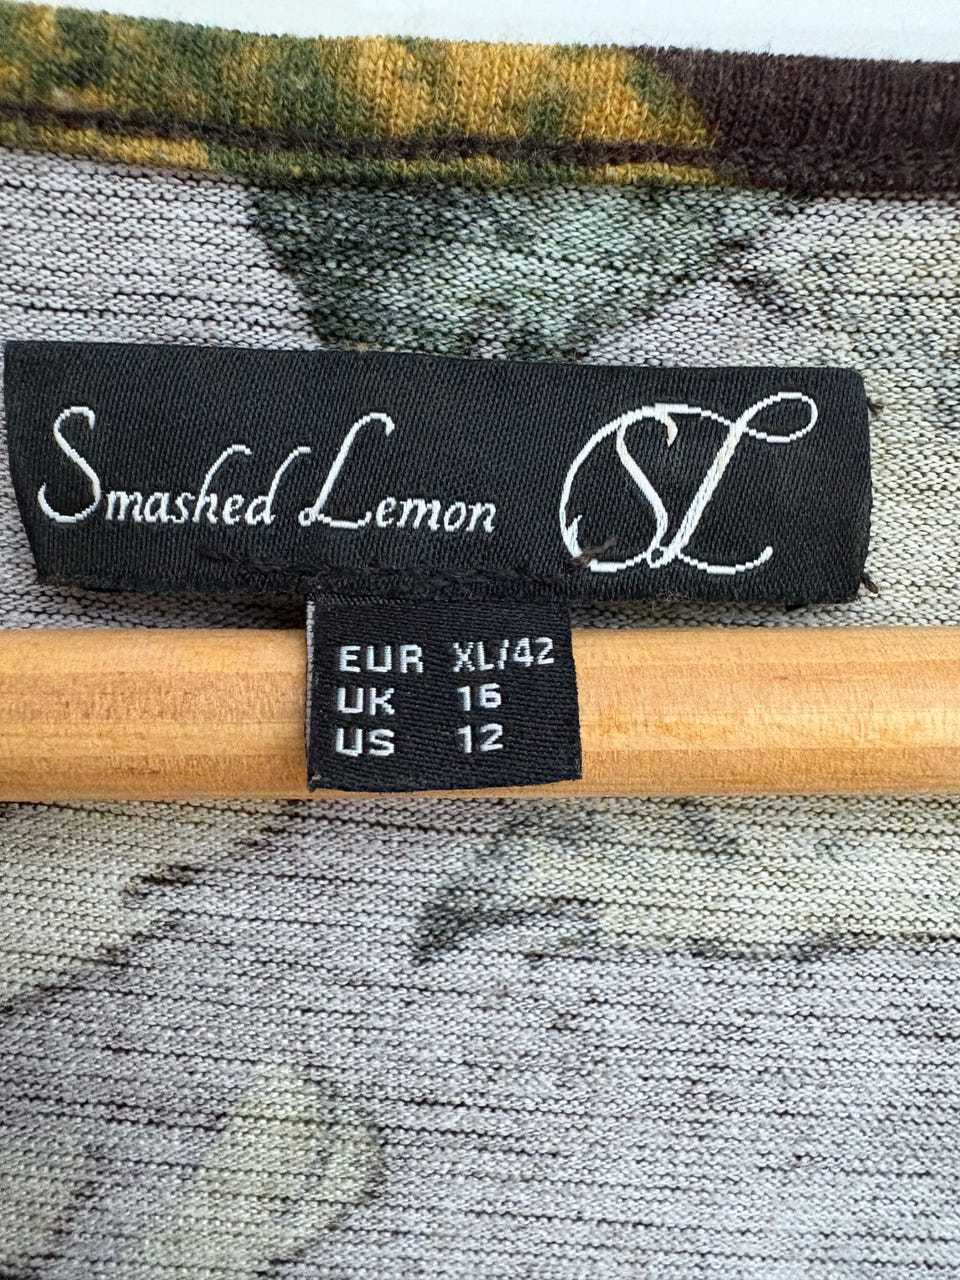 Smashed Lemon SL
EUR XL/42
UK 16
US 12